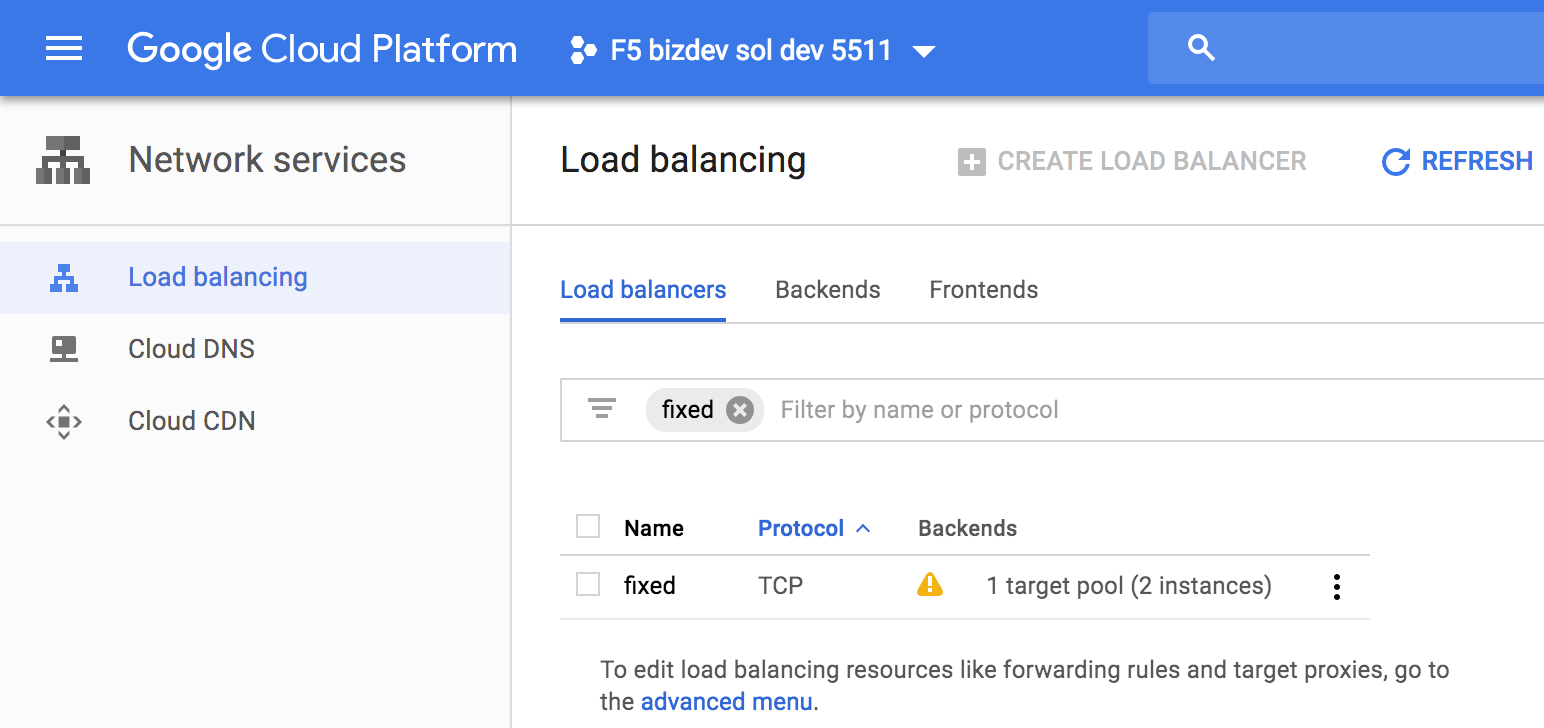 Google Cloud Platform F5 bizdev sol dev 5511
Network services
Load balancing
Cloud DNS
Cloud CDN
Load balancing CREATE LOAD BALANCER REFRESH
Load balancers Backends Frontends
fixed Filter by name or protocol
Name Protocol Backends
fixed TCP 1 target pool (2 instances)
To edit load balancing resources like forwarding rules and target proxies, go to
the advanced menu.